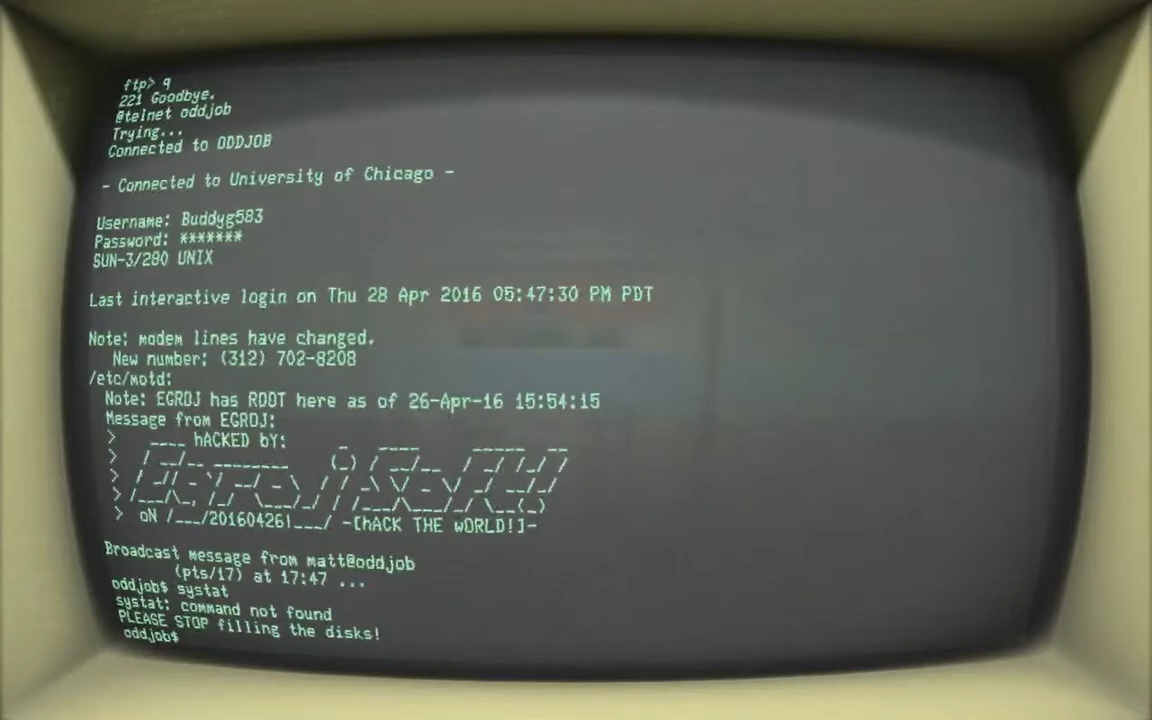 ftp> q
221 Goodbye.
@telnet oddjob
Trying...
Connected to ODDJOB
- Connected to University of Chicago -
Username: Buddyg583
Password: *******
SUN-3/280 UNIX
Last interactive login on Thu 28 Apr 2016 05:47:30 PM PDT
Note: modem lines have changed.
New number: (312) 702-8208
/etc/motd:
Note: EGROJ has ROOT here as of 26-Apr-16 15:54:15
Message from EGROJ:
> ____ hACKED bY:
>
>
>
> oN /___/20160426!___/ -[hACK THE wORLD!]-
Broadcast message from matt@oddjob
(pts/17) at 17:47 ...
oddjob$ systat
systat: command not found
PLEASE STOP filling the disks!
oddjob$